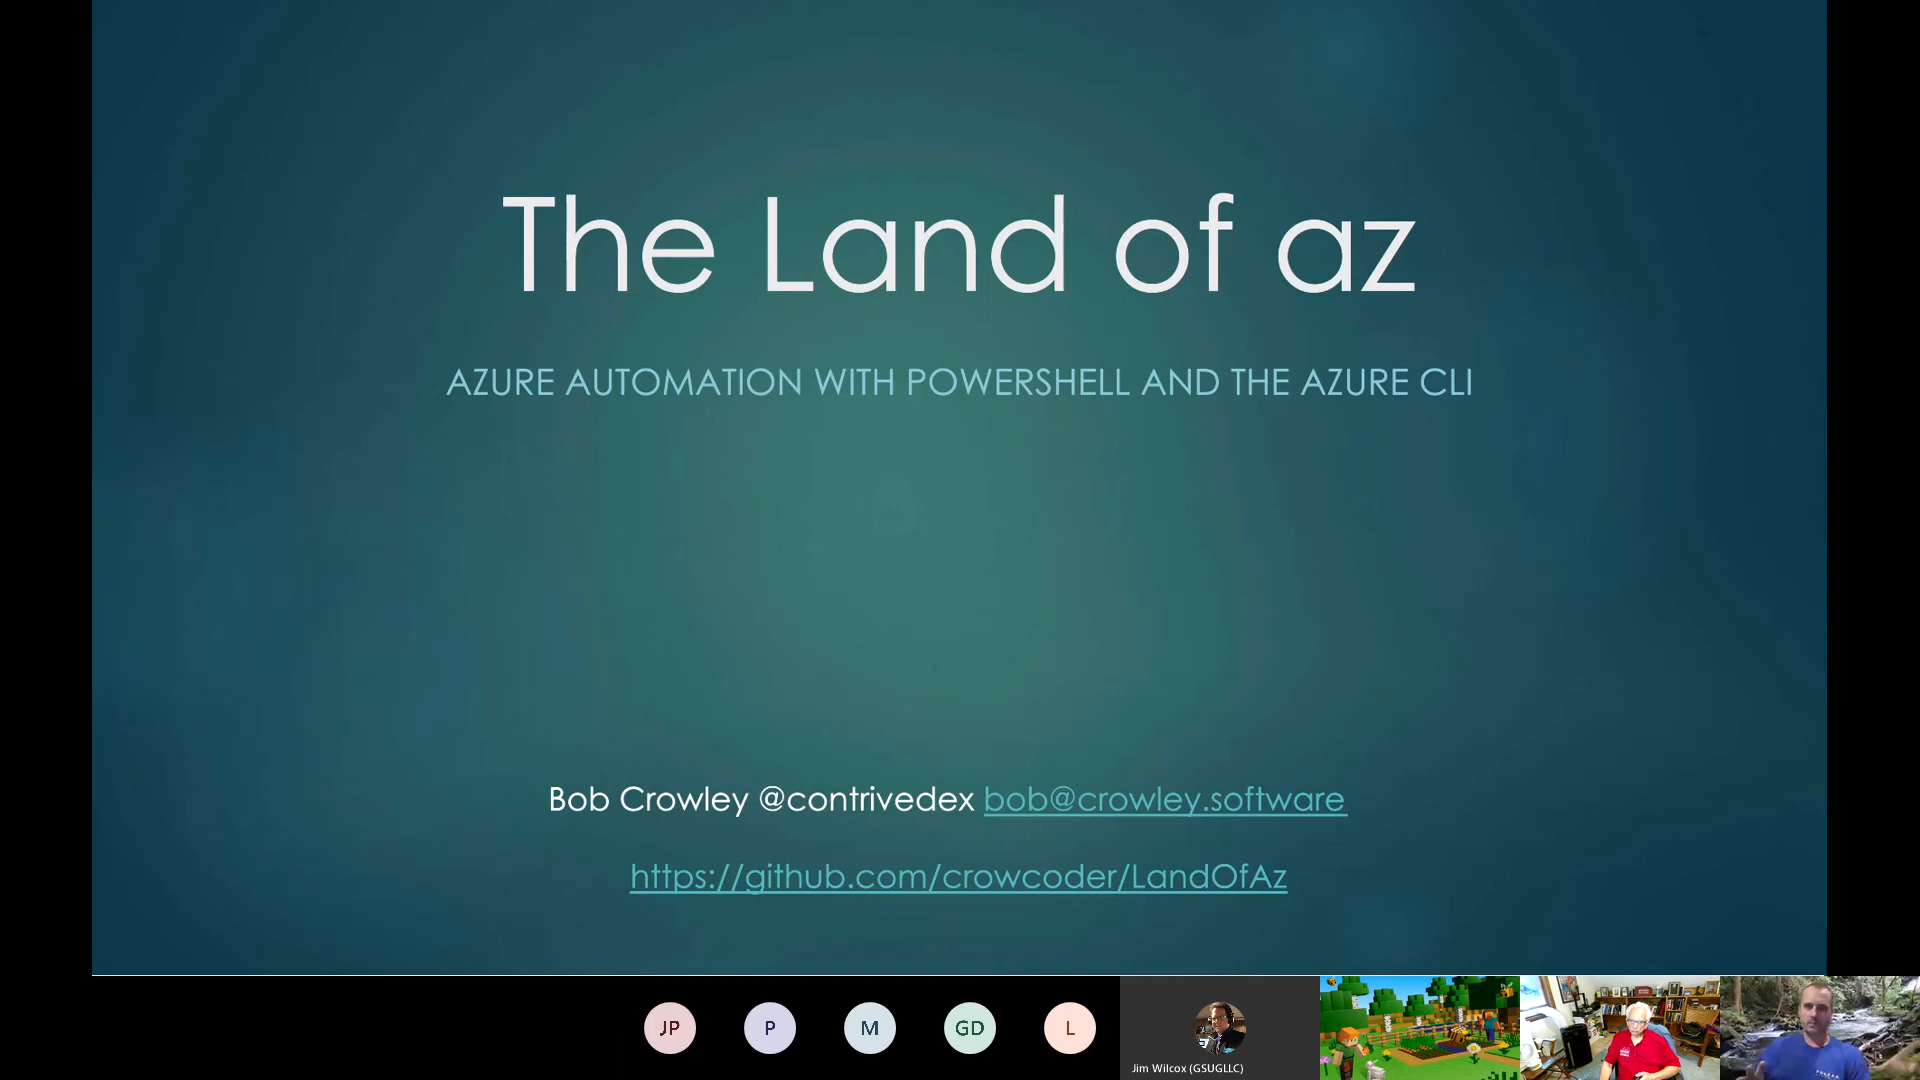 The Land of az
AZURE AUTOMATION WITH POWERSHELL AND THE AZURE CLI
Bob Crowley @contrivedex bob@crowley.software
https://github.com/crowcoder/LandOfAz
JP
P
M
GD
L
Jim Wilcox (GSUGLLC)